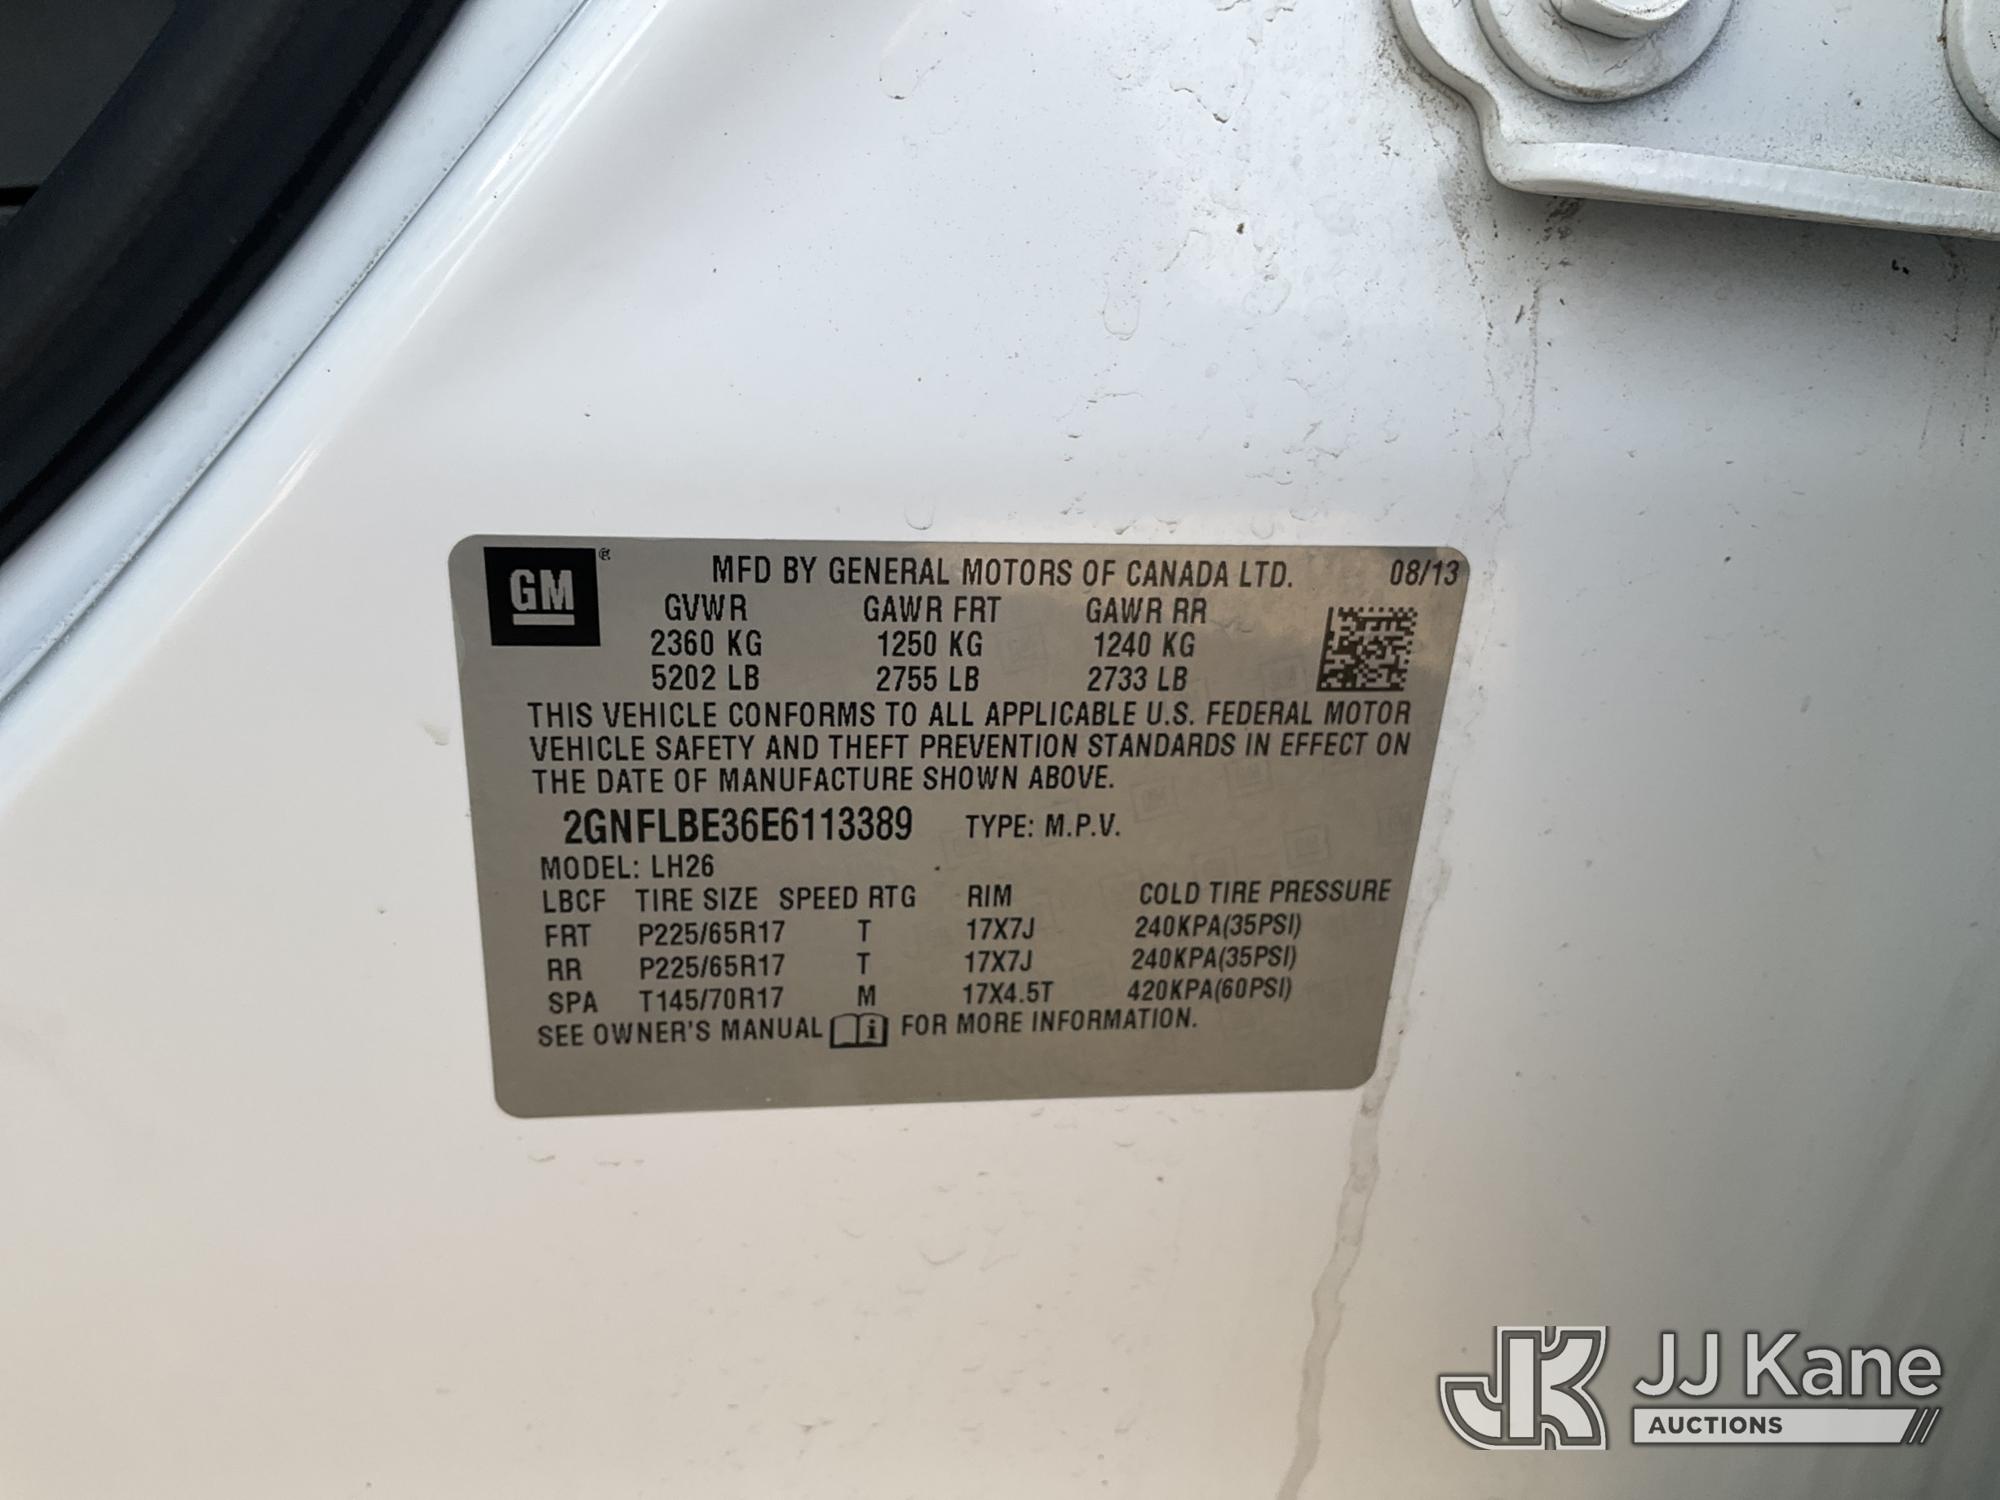 GM®
MFD BY GENERAL MOTORS OF CANADA LTD. 08/13
GVWR GAWR FRT GAWR RR
2360 KG 1250 KG 1240 KG
5202 LB 2755 LB 2733 LB
THIS VEHICLE CONFORMS TO ALL APPLICABLE U.S. FEDERAL MOTOR
VEHICLE SAFETY AND THEFT PREVENTION STANDARDS IN EFFECT ON
THE DATE OF MANUFACTURE SHOWN ABOVE.
2GNFLBE36E6113389 TYPE: M.P.V.
MODEL: LH26
LBCF TIRE SIZE SPEED RTG RIM COLD TIRE PRESSURE
FRT P225/65R17 T 17X7J 240KPA(35PSI)
RR P225/65R17 T 17X7J 240KPA(35PSI)
SPA T145/70R17 M 17X4.5T 420KPA(60PSI)
SEE OWNER'S MANUAL i FOR MORE INFORMATION.
JK JJ Kane
AUCTIONS